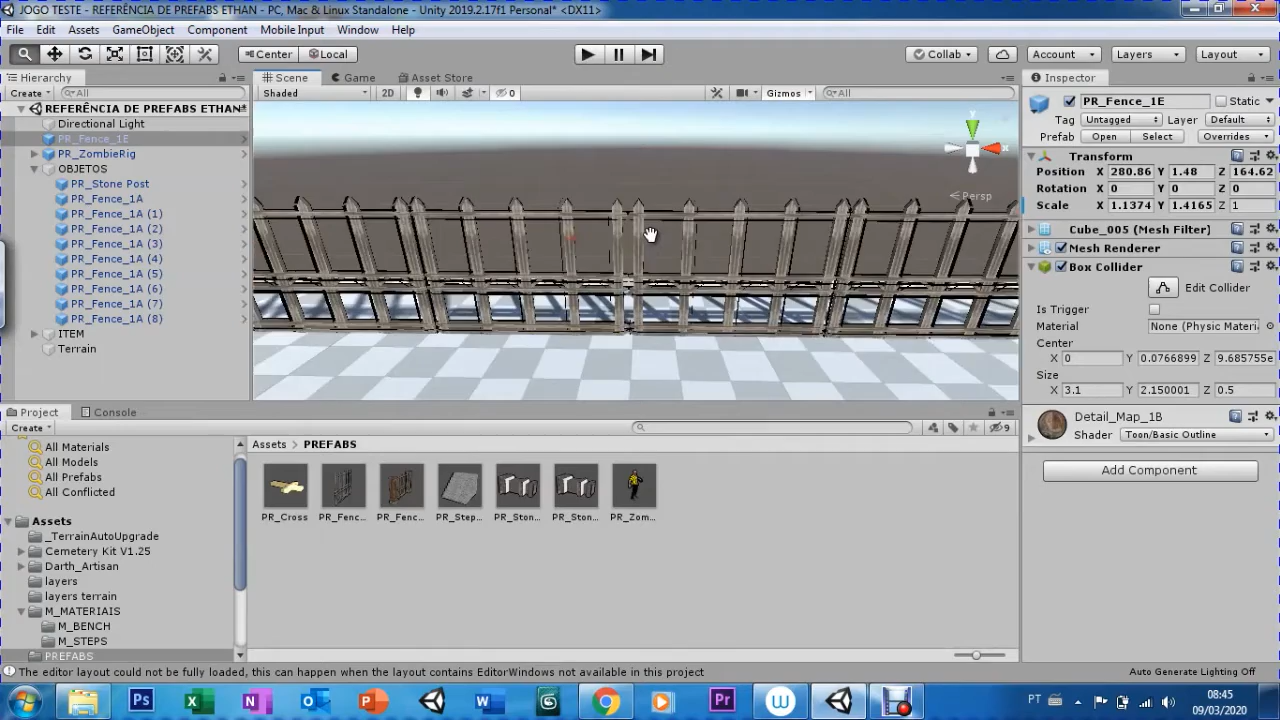 JOGO TESTE - REFERÊNCIA DE PREFABS ETHAN - PC, Mac & Linux Standalone - Unity 2019.2.17f1 Personal* <DX11>
File Edit Assets GameObject Component Mobile Input Window Help
Center Local Collab Account Layers Layout
Hierarchy Scene Game Asset Store Inspector
Create All Shaded 2D 0 Gizmos All
REFERÊNCIA DE PREFABS ETHAN*
Directional Light
PR_Fence_1E
PR_ZombieRig
OBJETOS
PR_Stone Post
PR_Fence_1A
PR_Fence_1A (1)
PR_Fence_1A (2)
PR_Fence_1A (3)
PR_Fence_1A (4)
PR_Fence_1A (5)
PR_Fence_1A (6)
PR_Fence_1A (7)
PR_Fence_1A (8)
ITEM
Terrain
y
x
Persp
PR_Fence_1E Static
Tag Untagged Layer Default
Prefab Open Select Overrides
Transform
Position X 280.86 Y 1.48 Z 164.62
Rotation X 0 Y 0 Z 0
Scale X 1.1374 Y 1.4165 Z 1
Cube_005 (Mesh Filter)
Mesh Renderer
Box Collider
Edit Collider
Is Trigger
Material None (Physic Materi
Center
X 0 Y 0.0766899 Z 9.685755e
Size
X 3.1 Y 2.150001 Z 0.5
Detail_Map_1B
Shader Toon/Basic Outline
Add Component
Project Console
Create 9
All Materials
All Models
All Prefabs
All Conflicted
Assets
_TerrainAutoUpgrade
Cemetery Kit V1.25
Darth_Artisan
layers
layers terrain
M_MATERIAIS
M_BENCH
M_STEPS
PREFABS
Assets PREFABS
PR_Cross PR_Fenc... PR_Fenc... PR_Step... PR_Ston... PR_Ston... PR_Zom...
The editor layout could not be fully loaded, this can happen when the layout contains EditorWindows not available in this project
Auto Generate Lighting Off
Ps X N O P W Pr W
PT 08:45
09/03/2020